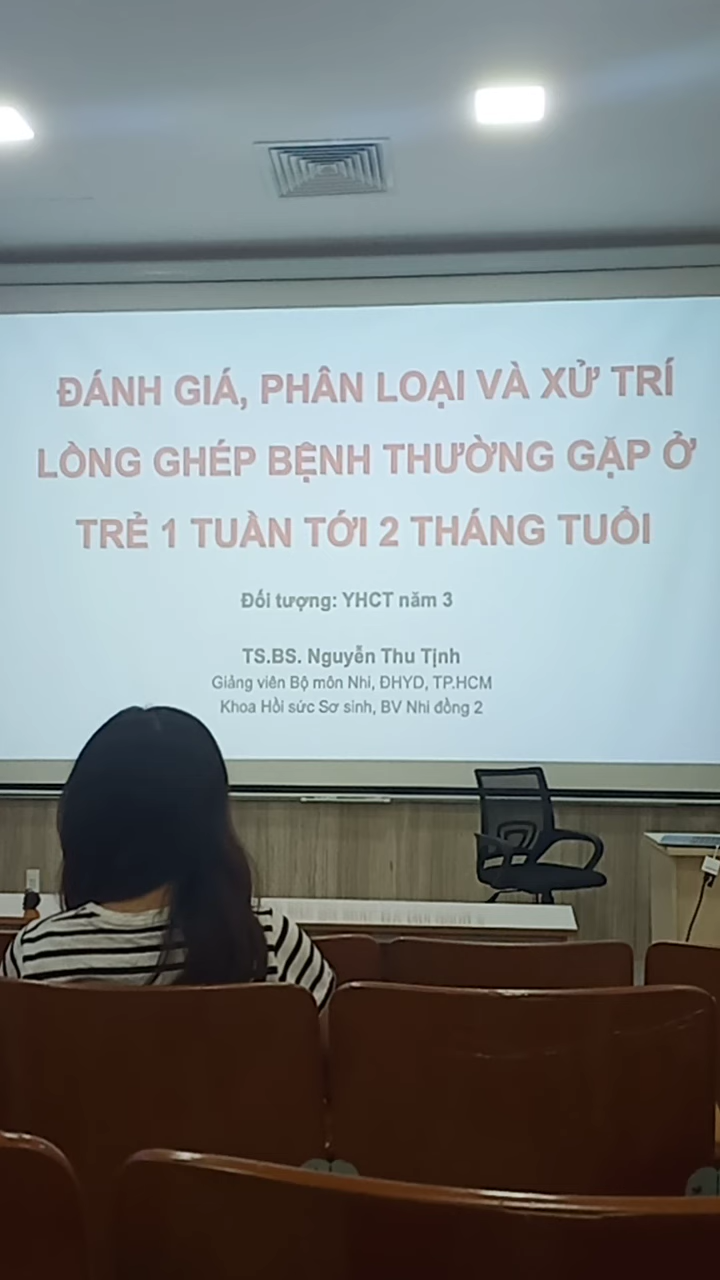 ĐÁNH GIÁ, PHÂN LOẠI VÀ XỬ TRÍ
LỒNG GHÉP BỆNH THƯỜNG GẶP Ở
TRẺ 1 TUẦN TỚI 2 THÁNG TUỔI
Đối tượng: YHCT năm 3
TS.BS. Nguyễn Thu Tịnh
Giảng viên Bộ môn Nhi, ĐHYD, TP.HCM
Khoa Hồi sức Sơ sinh, BV Nhi đồng 2